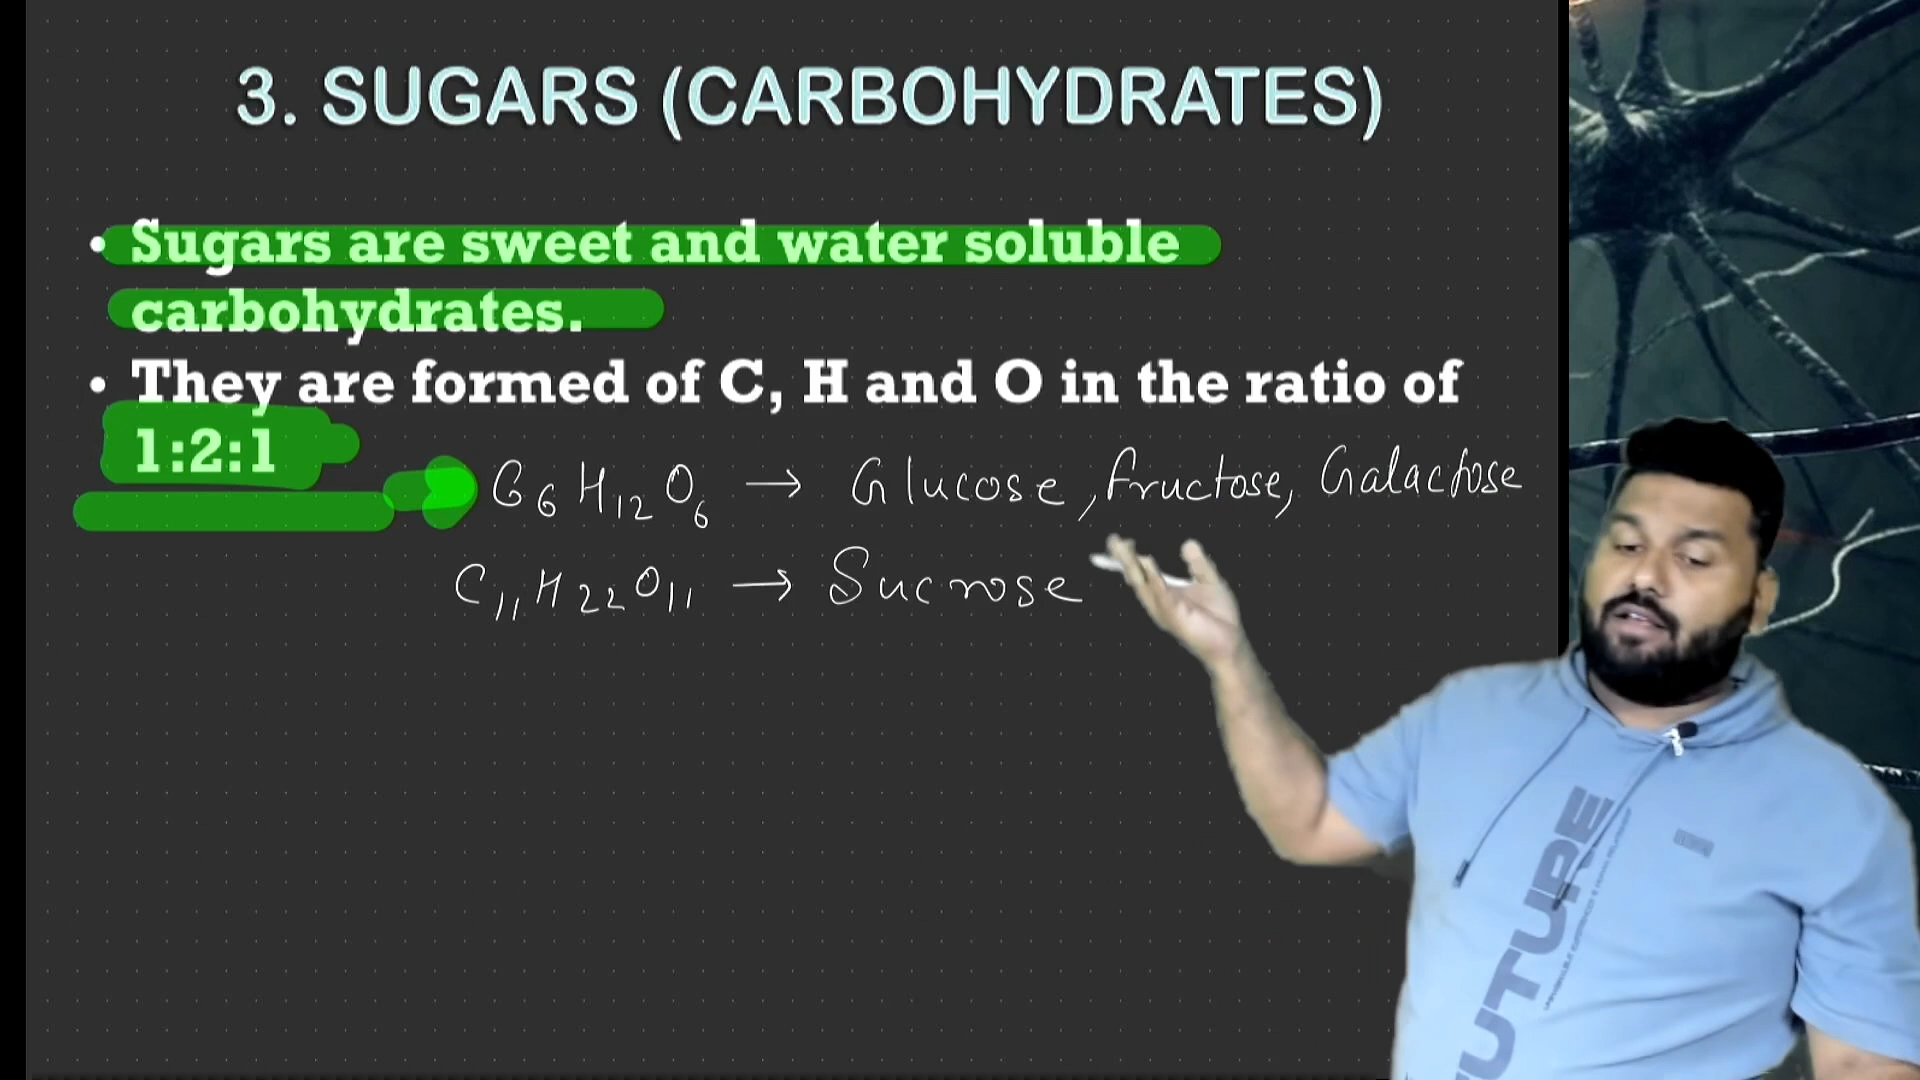 3. SUGARS (CARBOHYDRATES)
• Sugars are sweet and water soluble
carbohydrates.
• They are formed of C, H and O in the ratio of
1:2:1
C₆H₁₂O₆ → Glucose, fructose, Galactose
C₁₁H₂₂O₁₁ → Sucrose
FUTURE